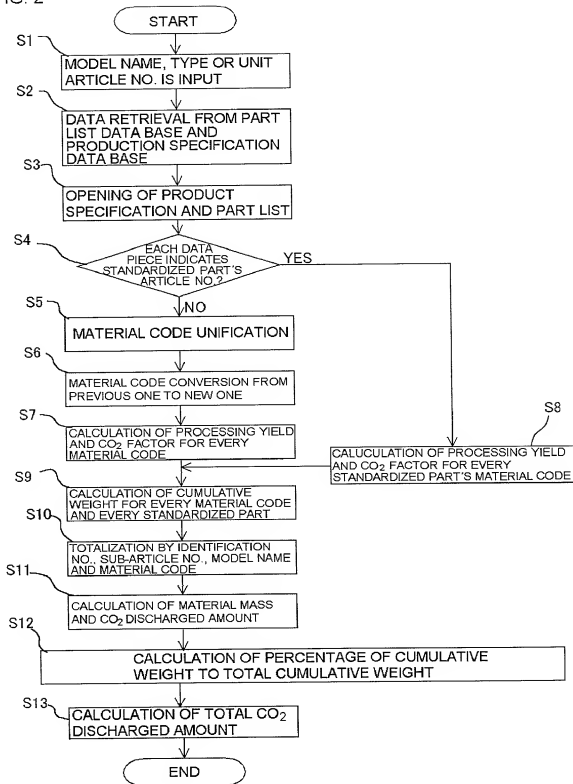 FIG. 2
START
S1
MODEL NAME, TYPE OR UNIT
ARTICLE NO. IS INPUT
S2
DATA RETRIEVAL FROM PART
LIST DATA BASE AND
PRODUCTION SPECIFICATION
DATA BASE
S3
OPENING OF PRODUCT
SPECIFICATION AND PART LIST
S4
EACH DATA
PIECE INDICATES
STANDARDIZED PART'S
ARTICLE NO.?
YES
NO
S5
MATERIAL CODE UNIFICATION
S6
MATERIAL CODE CONVERSION FROM
PREVIOUS ONE TO NEW ONE
S7
CALCULATION OF PROCESSING YIELD
AND CO2 FACTOR FOR EVERY
MATERIAL CODE
S8
CALUCULATION OF PROCESSING YIELD
AND CO2 FACTOR FOR EVERY
STANDARDIZED PART'S MATERIAL CODE
S9
CALCULATION OF CUMULATIVE
WEIGHT FOR EVERY MATERIAL CODE
AND EVERY STANDARDIZED PART
S10
TOTALIZATION BY IDENTIFICATION
NO., SUB-ARTICLE NO., MODEL NAME
AND MATERIAL CODE
S11
CALCULATION OF MATERIAL MASS
AND CO2 DISCHARGED AMOUNT
S12
CALCULATION OF PERCENTAGE OF CUMULATIVE
WEIGHT TO TOTAL CUMULATIVE WEIGHT
S13
CALCULATION OF TOTAL CO2
DISCHARGED AMOUNT
END